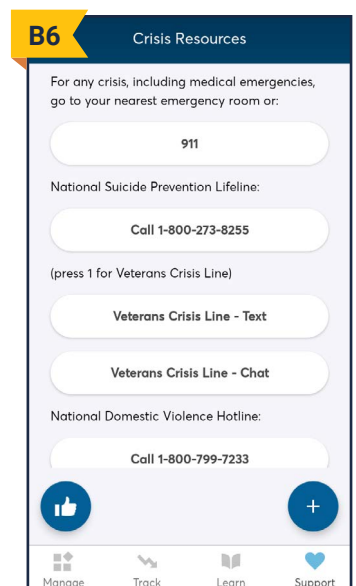 B6
Crisis Resources
For any crisis, including medical emergencies,
go to your nearest emergency room or:
911
National Suicide Prevention Lifeline:
Call 1-800-273-8255
(press 1 for Veterans Crisis Line)
Veterans Crisis Line - Text
Veterans Crisis Line - Chat
National Domestic Violence Hotline:
Call 1-800-799-7233
+
Manage Track Learn Support